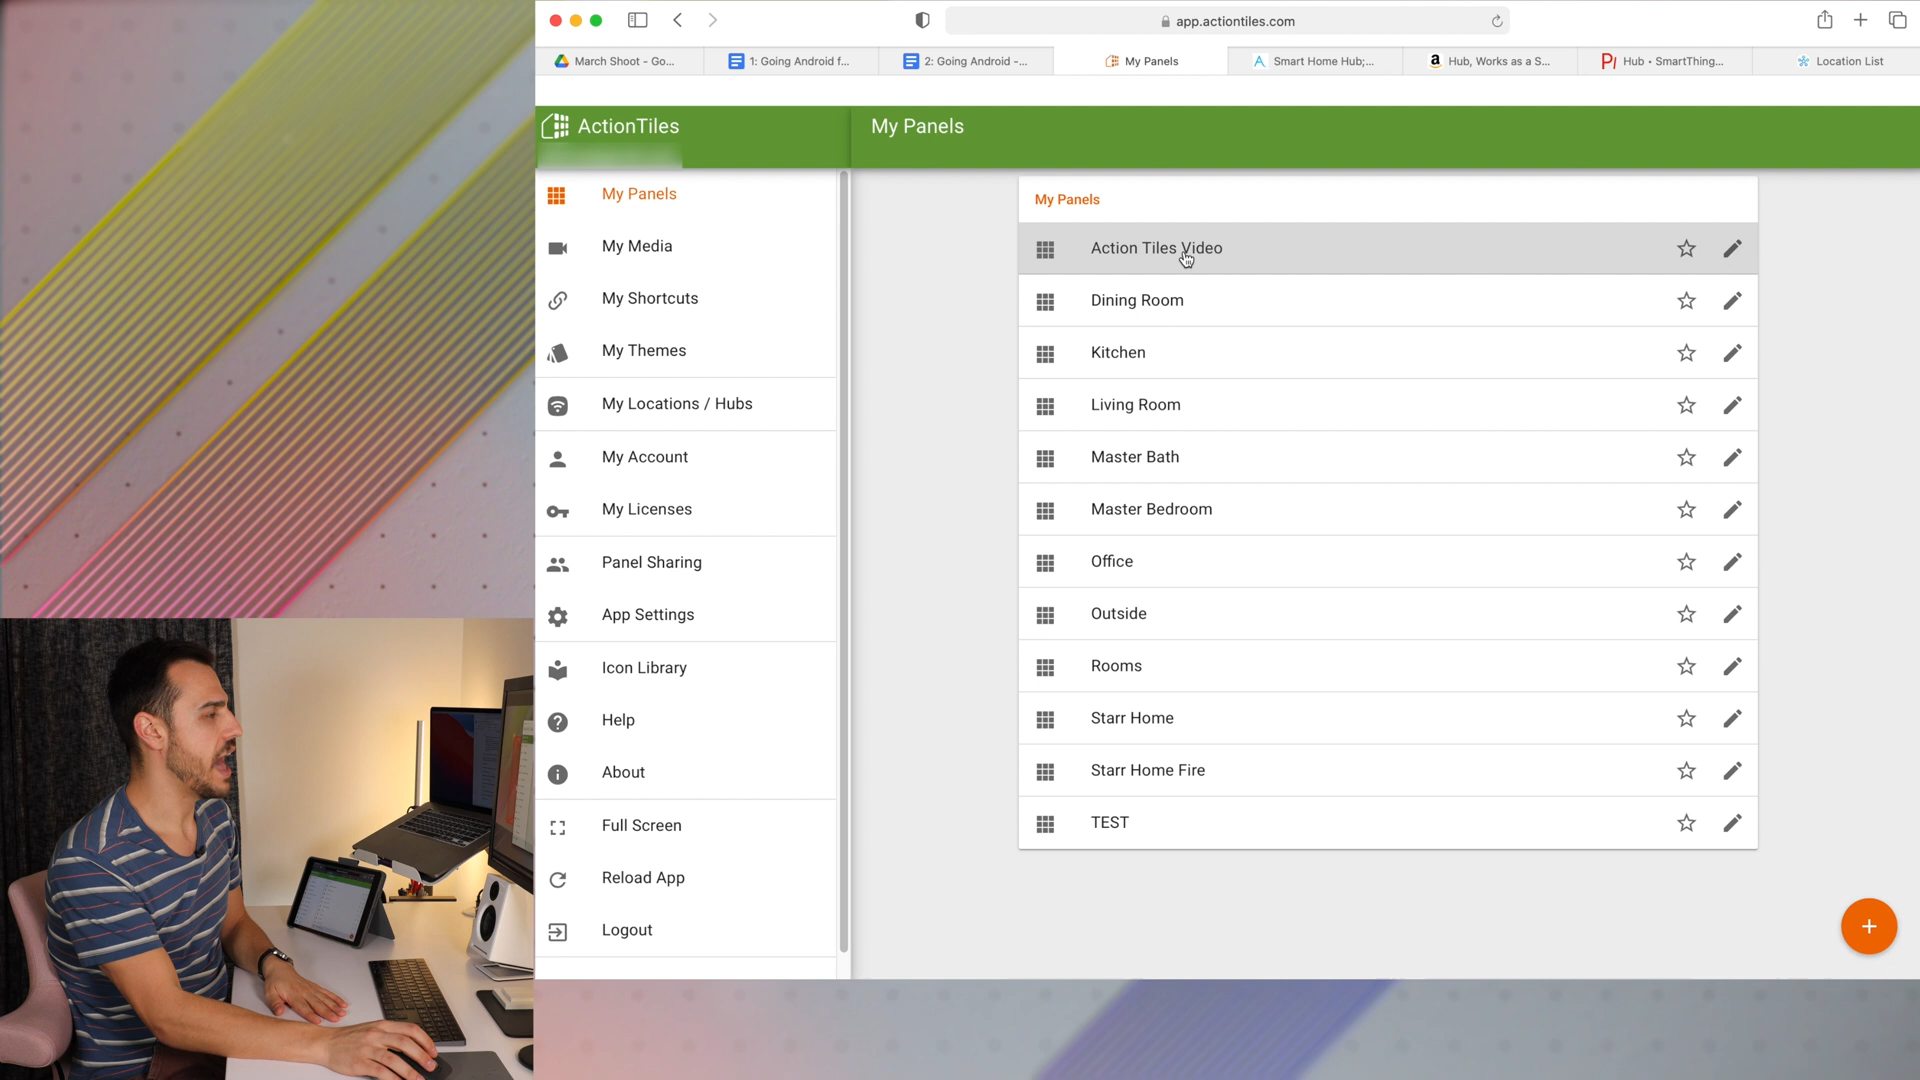 app.actiontiles.com
March Shoot - Go...
1: Going Android f...
2: Going Android -...
My Panels
Smart Home Hub;...
Hub, Works as a S...
Hub • SmartThing...
Location List
ActionTiles
My Panels
My Panels
My Media
My Shortcuts
My Themes
My Locations / Hubs
My Account
My Licenses
Panel Sharing
App Settings
Icon Library
Help
About
Full Screen
Reload App
Logout
My Panels
Action Tiles Video
Dining Room
Kitchen
Living Room
Master Bath
Master Bedroom
Office
Outside
Rooms
Starr Home
Starr Home Fire
TEST